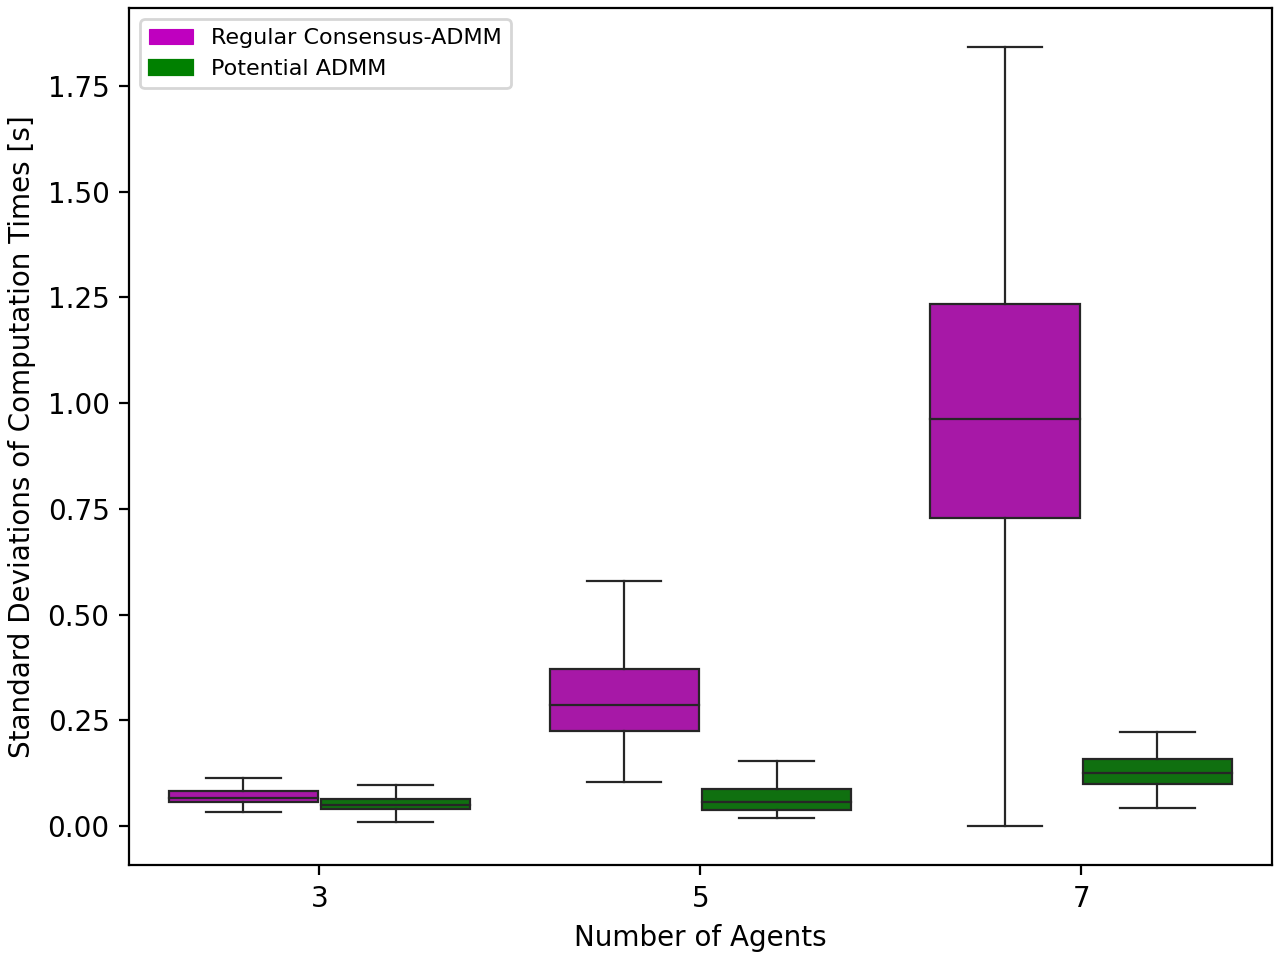 Regular Consensus-ADMM
Potential ADMM
Standard Deviations of Computation Times [s]
1.75
1.50
1.25
1.00
0.75
0.50
0.25
0.00
3
5
7
Number of Agents